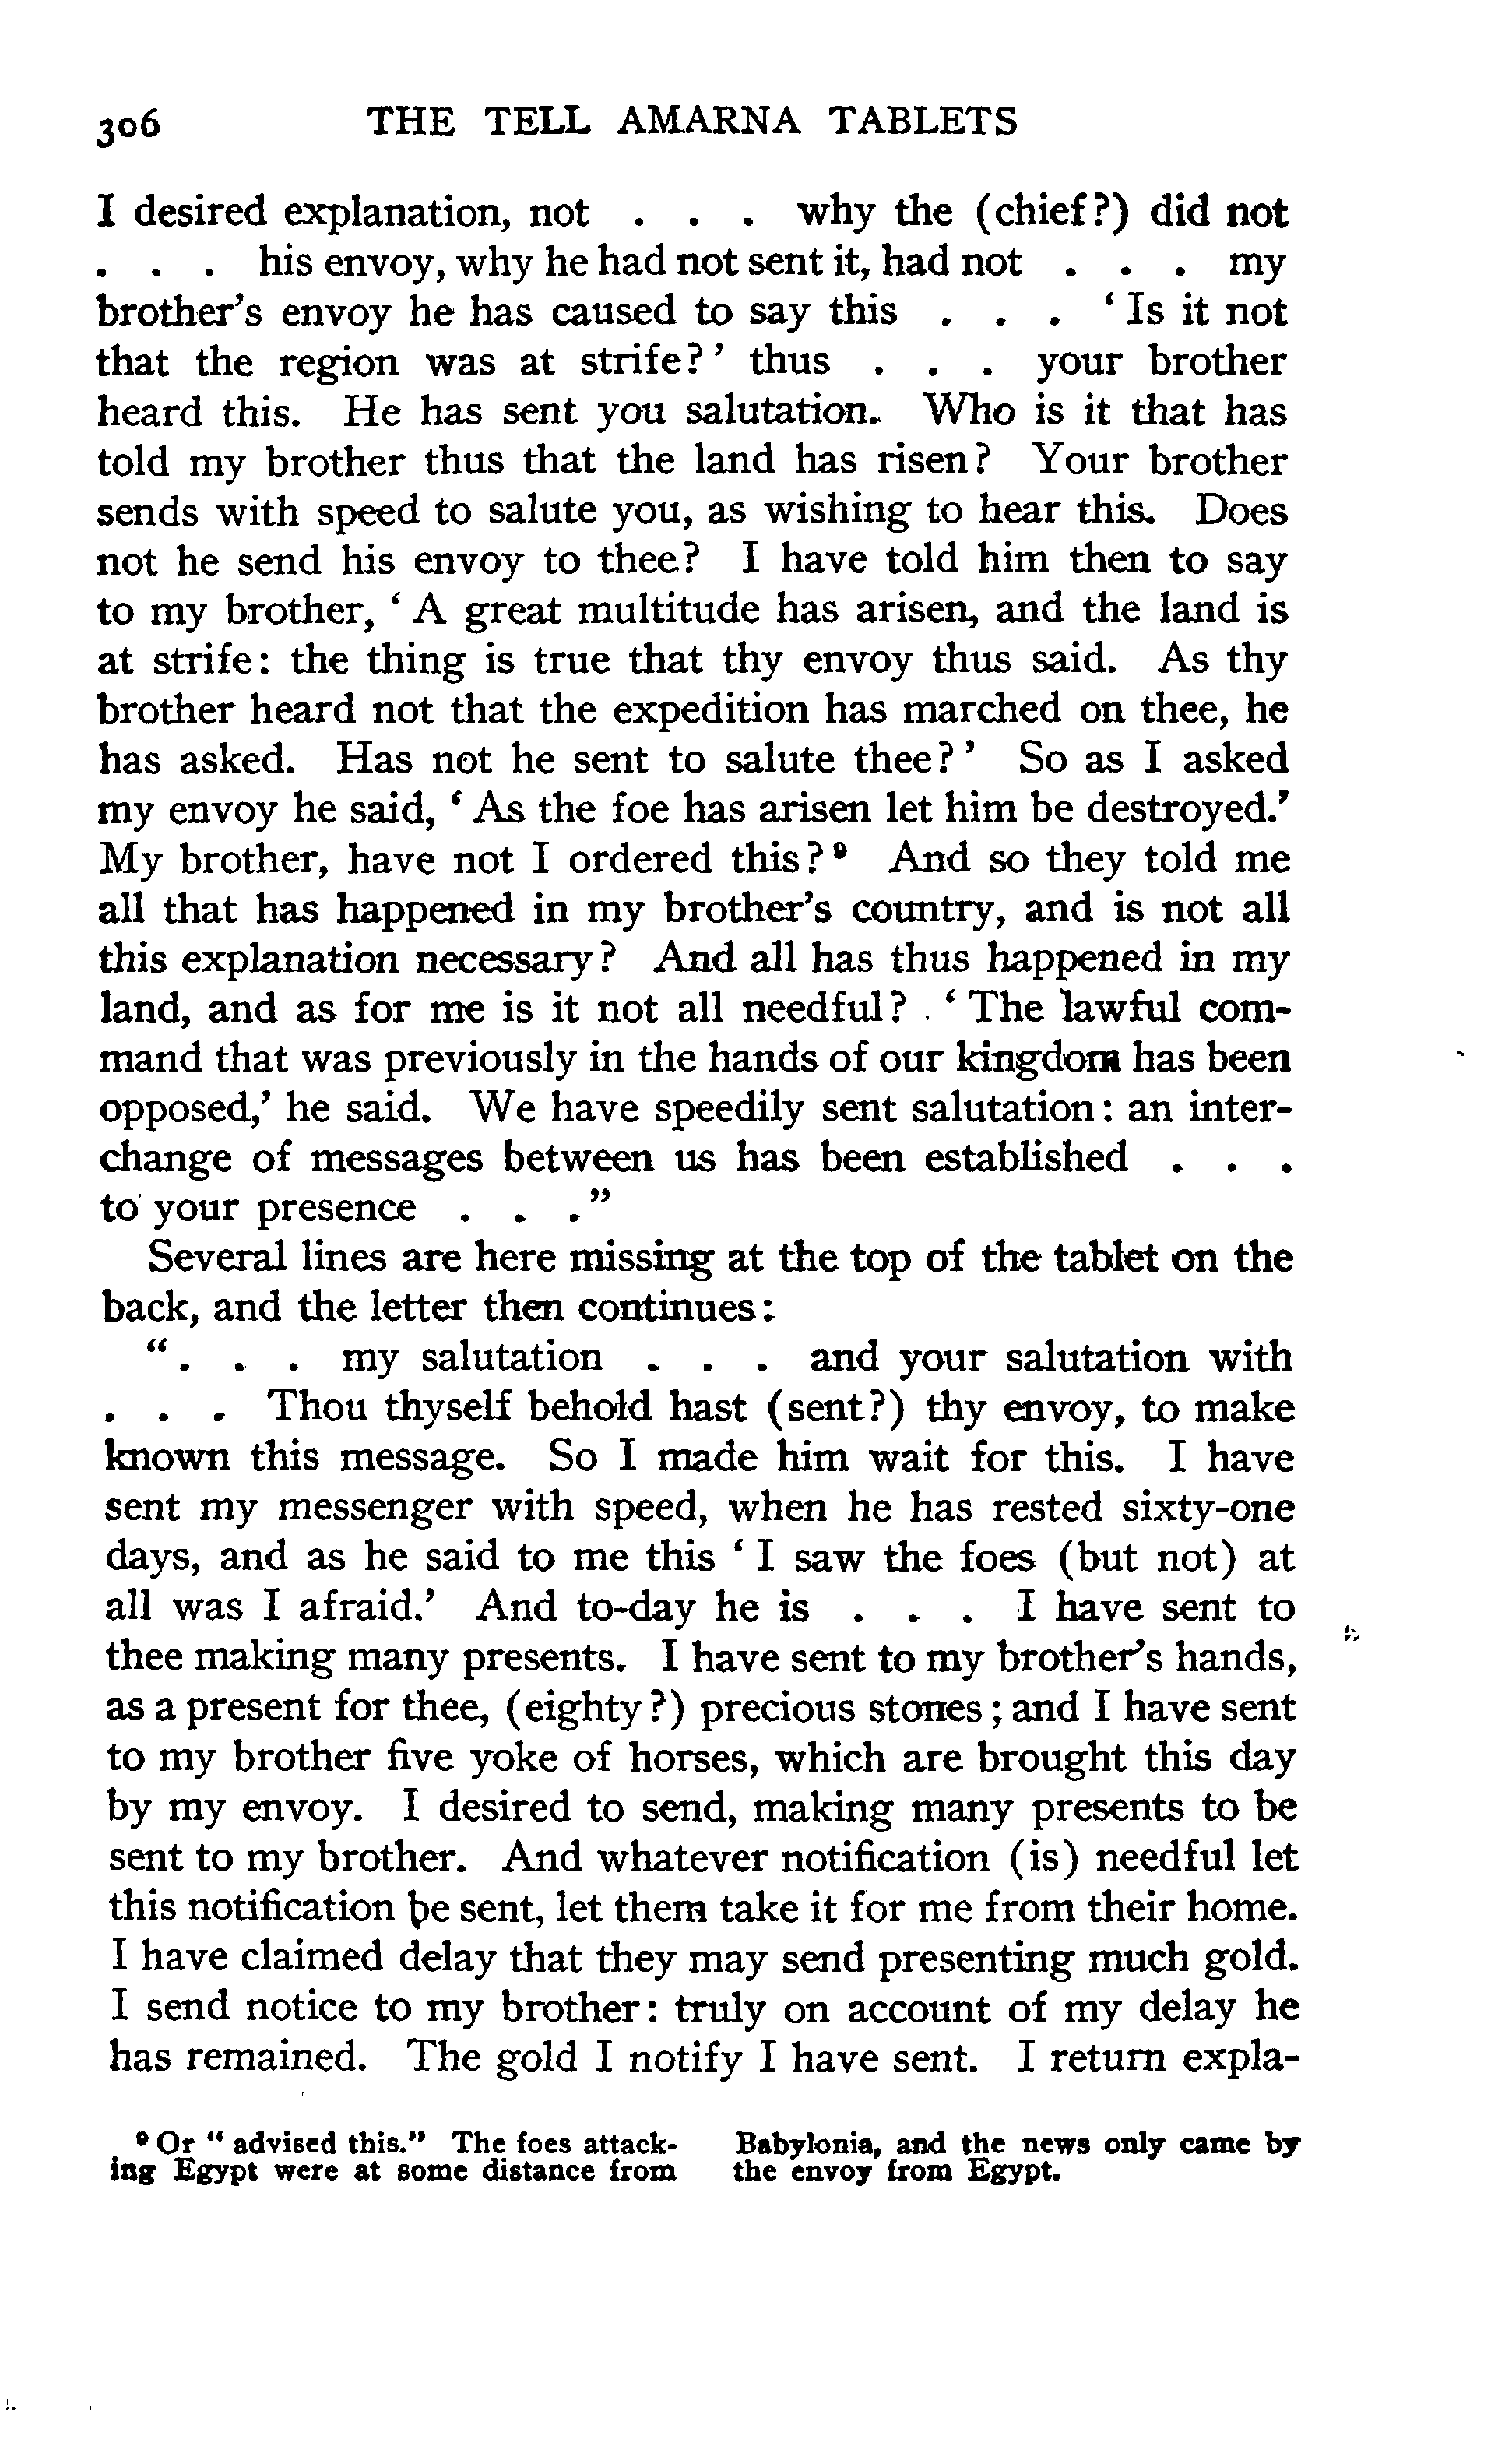 306 THE TELL AMARNA TABLETS
I desired explanation, not . . . why the (chief?) did not
. . . his envoy, why he had not sent it, had not . . . my
brother's envoy he has caused to say this . . . ‘Is it not
that the region was at strife?’ thus . . . your brother
heard this. He has sent you salutation. Who is it that has
told my brother thus that the land has risen? Your brother
sends with speed to salute you, as wishing to hear this. Does
not he send his envoy to thee? I have told him then to say
to my brother, ‘A great multitude has arisen, and the land is
at strife: the thing is true that thy envoy thus said. As thy
brother heard not that the expedition has marched on thee, he
has asked. Has not he sent to salute thee?’ So as I asked
my envoy he said, ‘As the foe has arisen let him be destroyed.’
My brother, have not I ordered this?⁹ And so they told me
all that has happened in my brother's country, and is not all
this explanation necessary? And all has thus happened in my
land, and as for me is it not all needful? ‘The lawful com-
mand that was previously in the hands of our kingdom has been
opposed,’ he said. We have speedily sent salutation: an inter-
change of messages between us has been established . . .
to your presence . . .”
Several lines are here missing at the top of the tablet on the
back, and the letter then continues:
“. . . my salutation . . . and your salutation with
. . . Thou thyself behold hast (sent?) thy envoy, to make
known this message. So I made him wait for this. I have
sent my messenger with speed, when he has rested sixty-one
days, and as he said to me this ‘I saw the foes (but not) at
all was I afraid.’ And to-day he is . . . I have sent to
thee making many presents. I have sent to my brother's hands,
as a present for thee, (eighty?) precious stones; and I have sent
to my brother five yoke of horses, which are brought this day
by my envoy. I desired to send, making many presents to be
sent to my brother. And whatever notification (is) needful let
this notification be sent, let them take it for me from their home.
I have claimed delay that they may send presenting much gold.
I send notice to my brother: truly on account of my delay he
has remained. The gold I notify I have sent. I return expla-
⁹ Or “advised this.” The foes attack-
ing Egypt were at some distance from
Babylonia, and the news only came by
the envoy from Egypt.